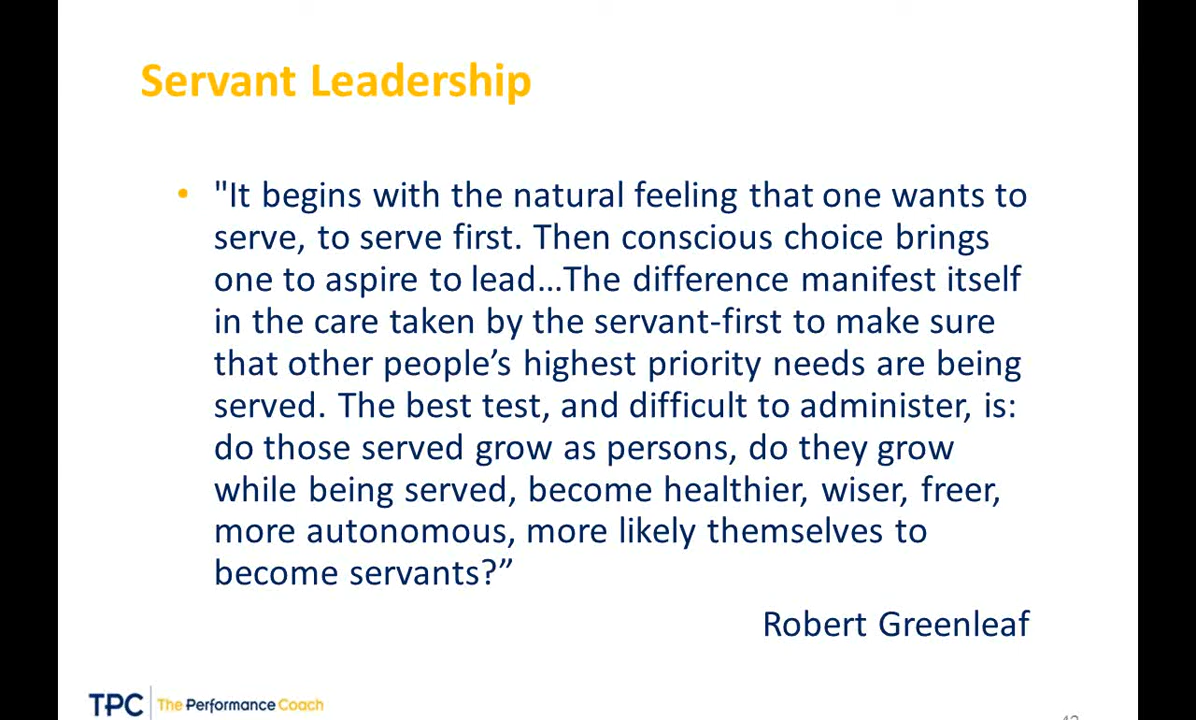 Servant Leadership
• "It begins with the natural feeling that one wants to
serve, to serve first. Then conscious choice brings
one to aspire to lead…The difference manifest itself
in the care taken by the servant-first to make sure
that other people’s highest priority needs are being
served. The best test, and difficult to administer, is:
do those served grow as persons, do they grow
while being served, become healthier, wiser, freer,
more autonomous, more likely themselves to
become servants?”
Robert Greenleaf
TPC The Performance Coach